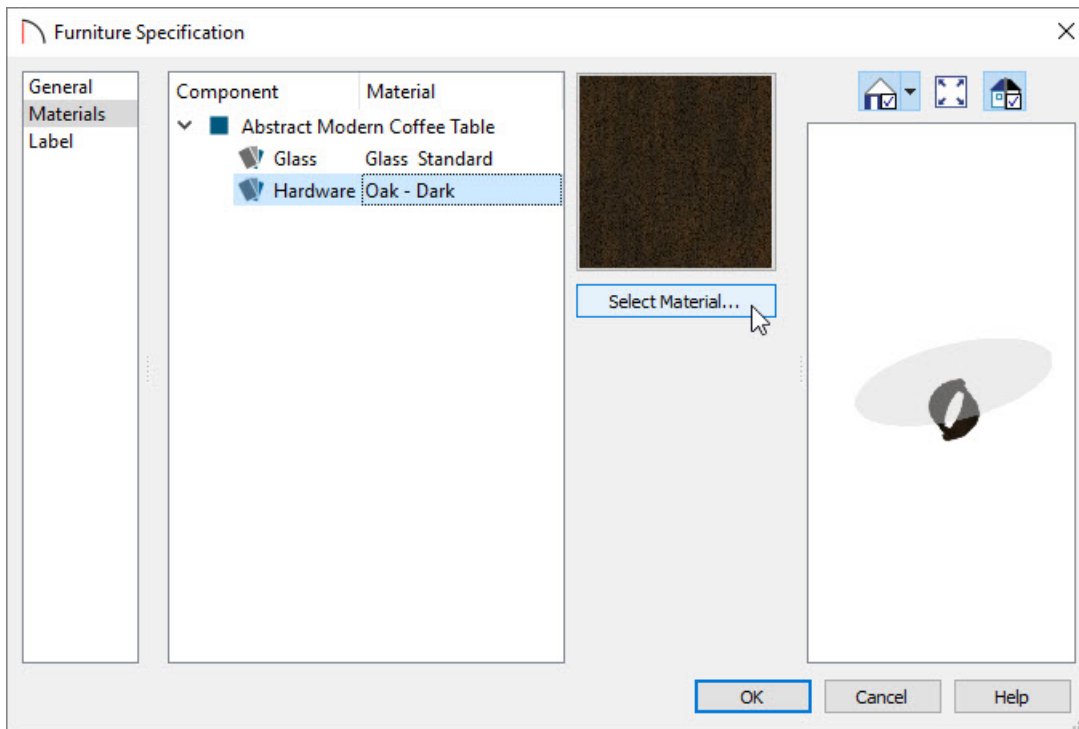 Furniture Specification
General
Materials
Label
Component Material
Abstract Modern Coffee Table
Glass Glass Standard
Hardware Oak - Dark
Select Material...
OK Cancel Help